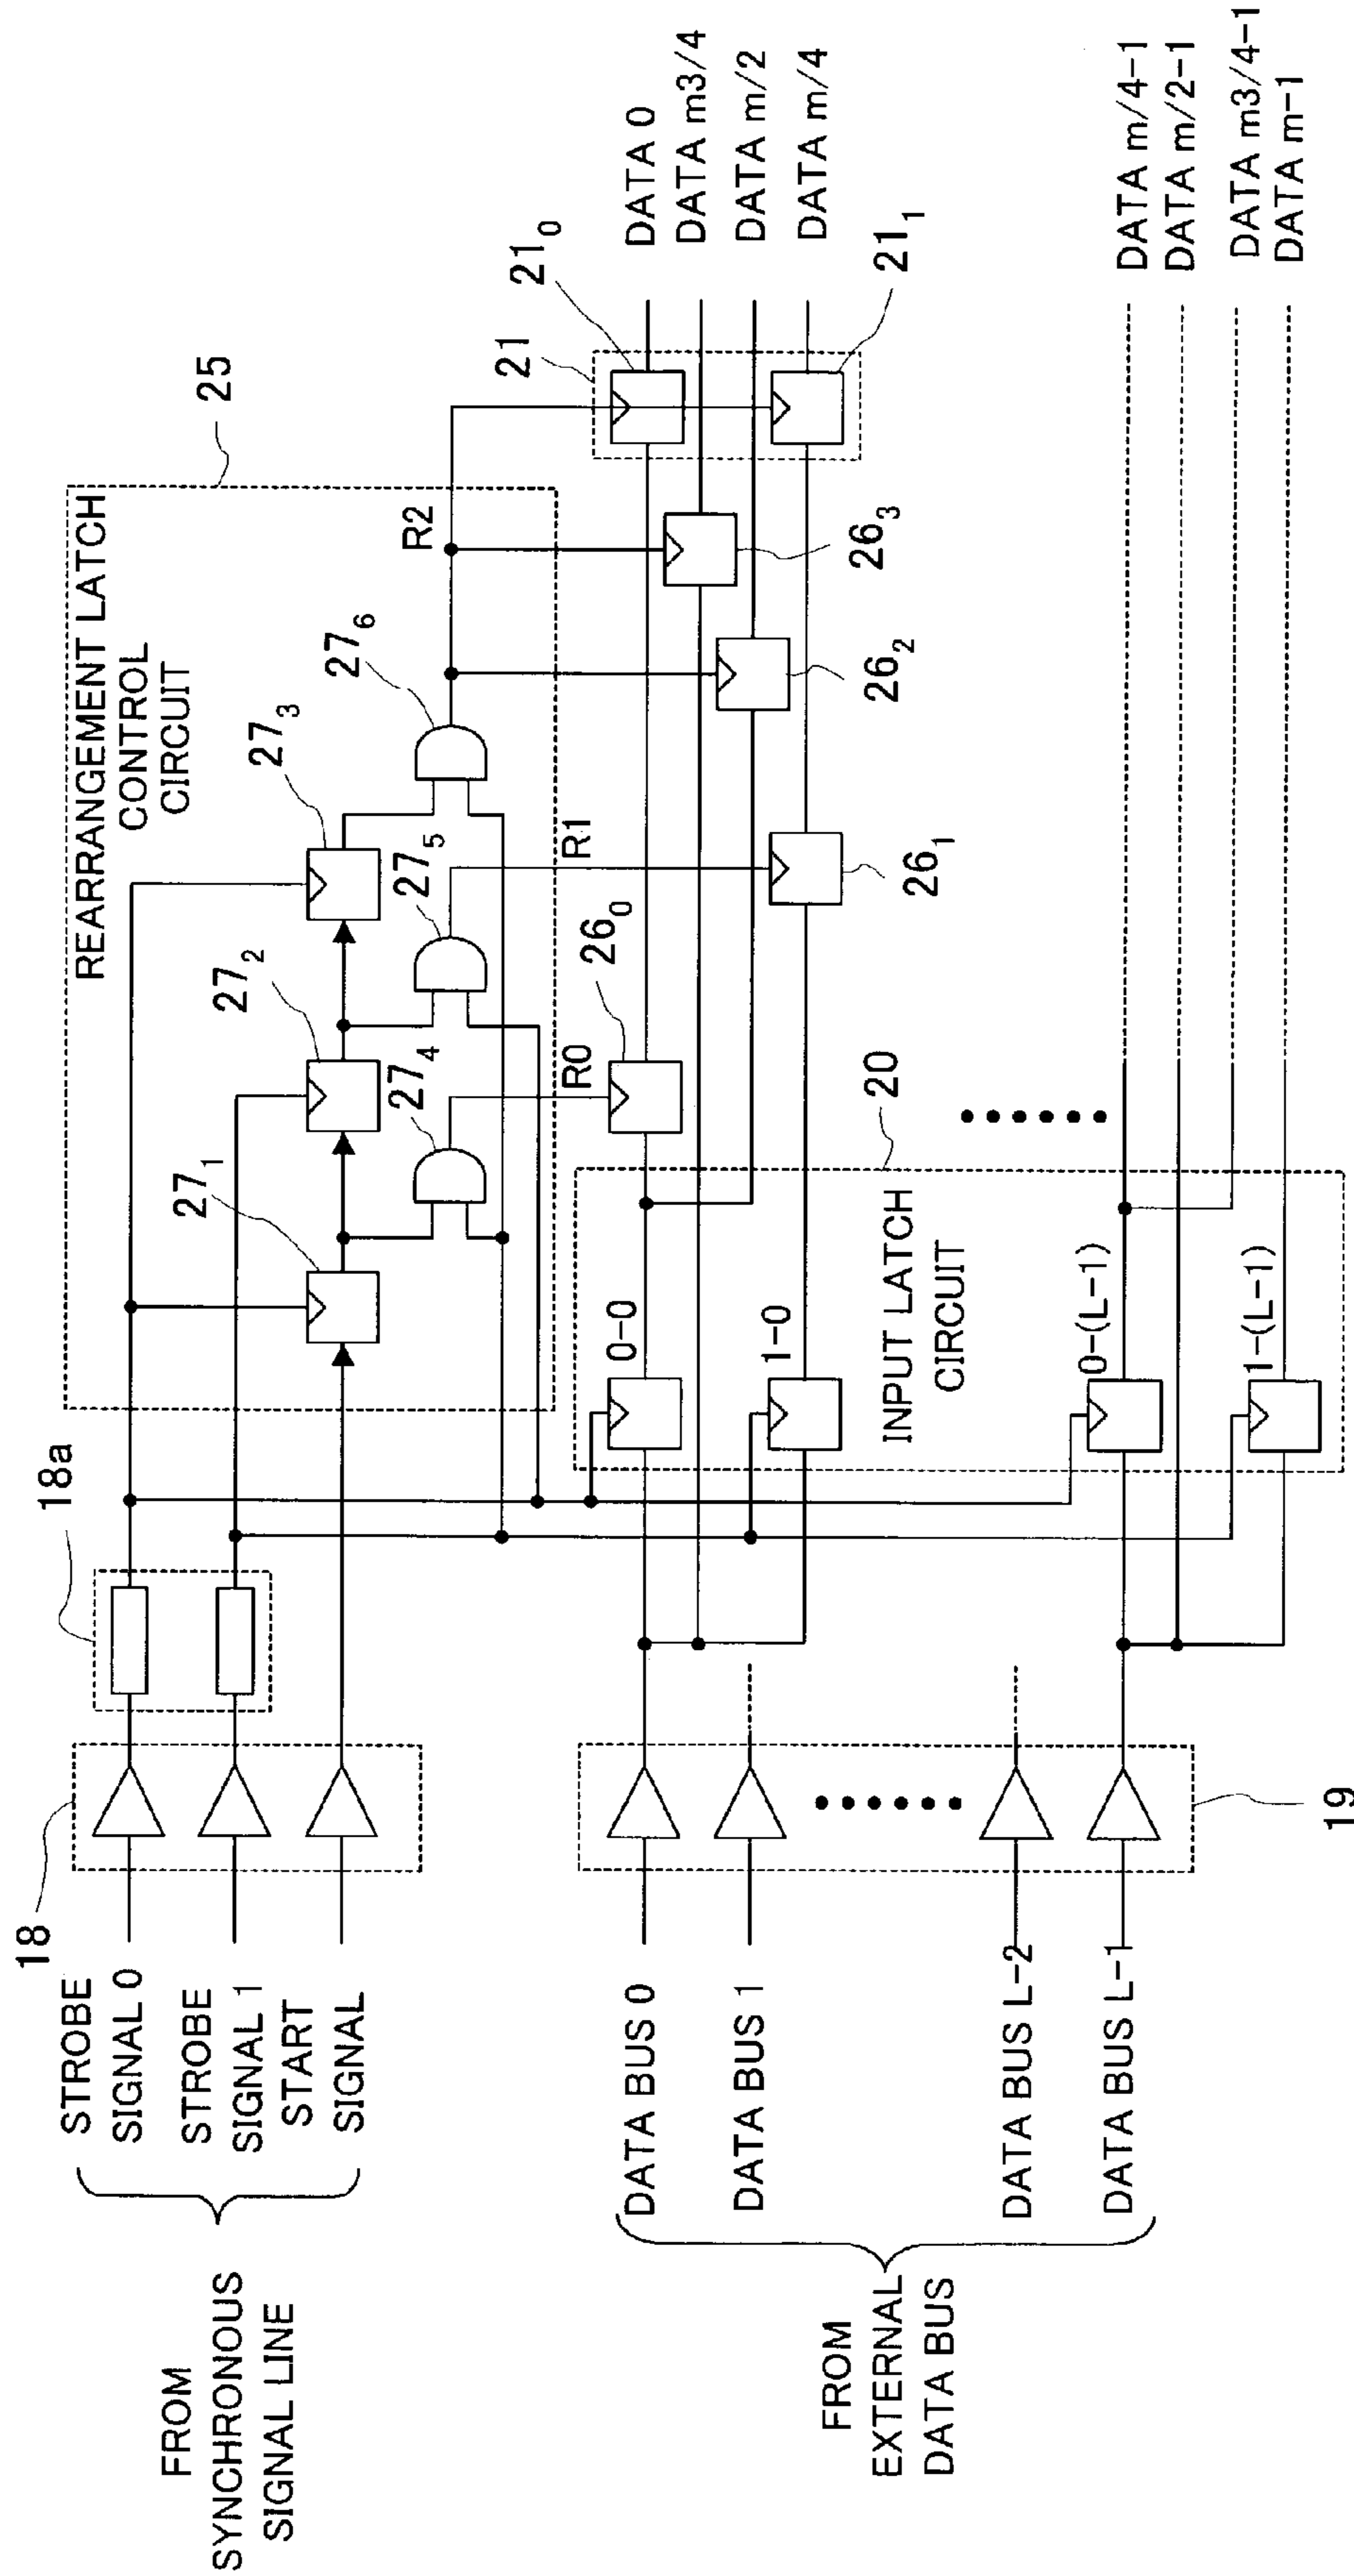 FROM
SYNCHRONOUS
SIGNAL LINE
STROBE
SIGNAL 0
STROBE
SIGNAL 1
START
SIGNAL
18
18a
REARRANGEMENT LATCH
CONTROL
CIRCUIT
25
27₁
27₂
27₃
27₄
27₅
27₆
R0
R1
R2
26₀
26₁
26₂
26₃
21
21₀
21₁
DATA 0
DATA m3/4
DATA m/2
DATA m/4
FROM
EXTERNAL
DATA BUS
DATA BUS 0
DATA BUS 1
DATA BUS L-2
DATA BUS L-1
19
0-0
1-0
INPUT LATCH
CIRCUIT
20
0-(L-1)
1-(L-1)
DATA m/4-1
DATA m/2-1
DATA m3/4-1
DATA m-1